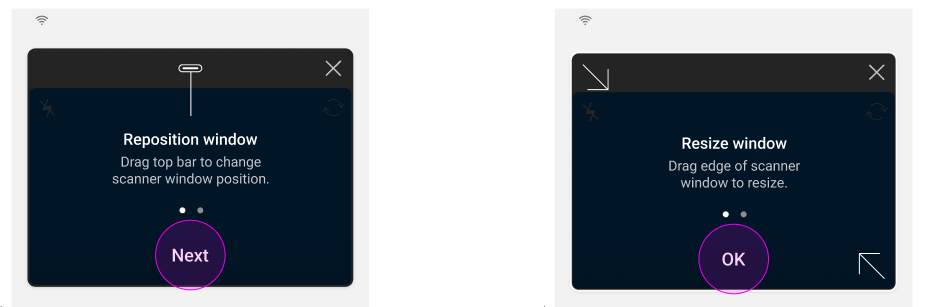 Reposition window
Drag top bar to change
scanner window position.
Next
Resize window
Drag edge of scanner
window to resize.
OK